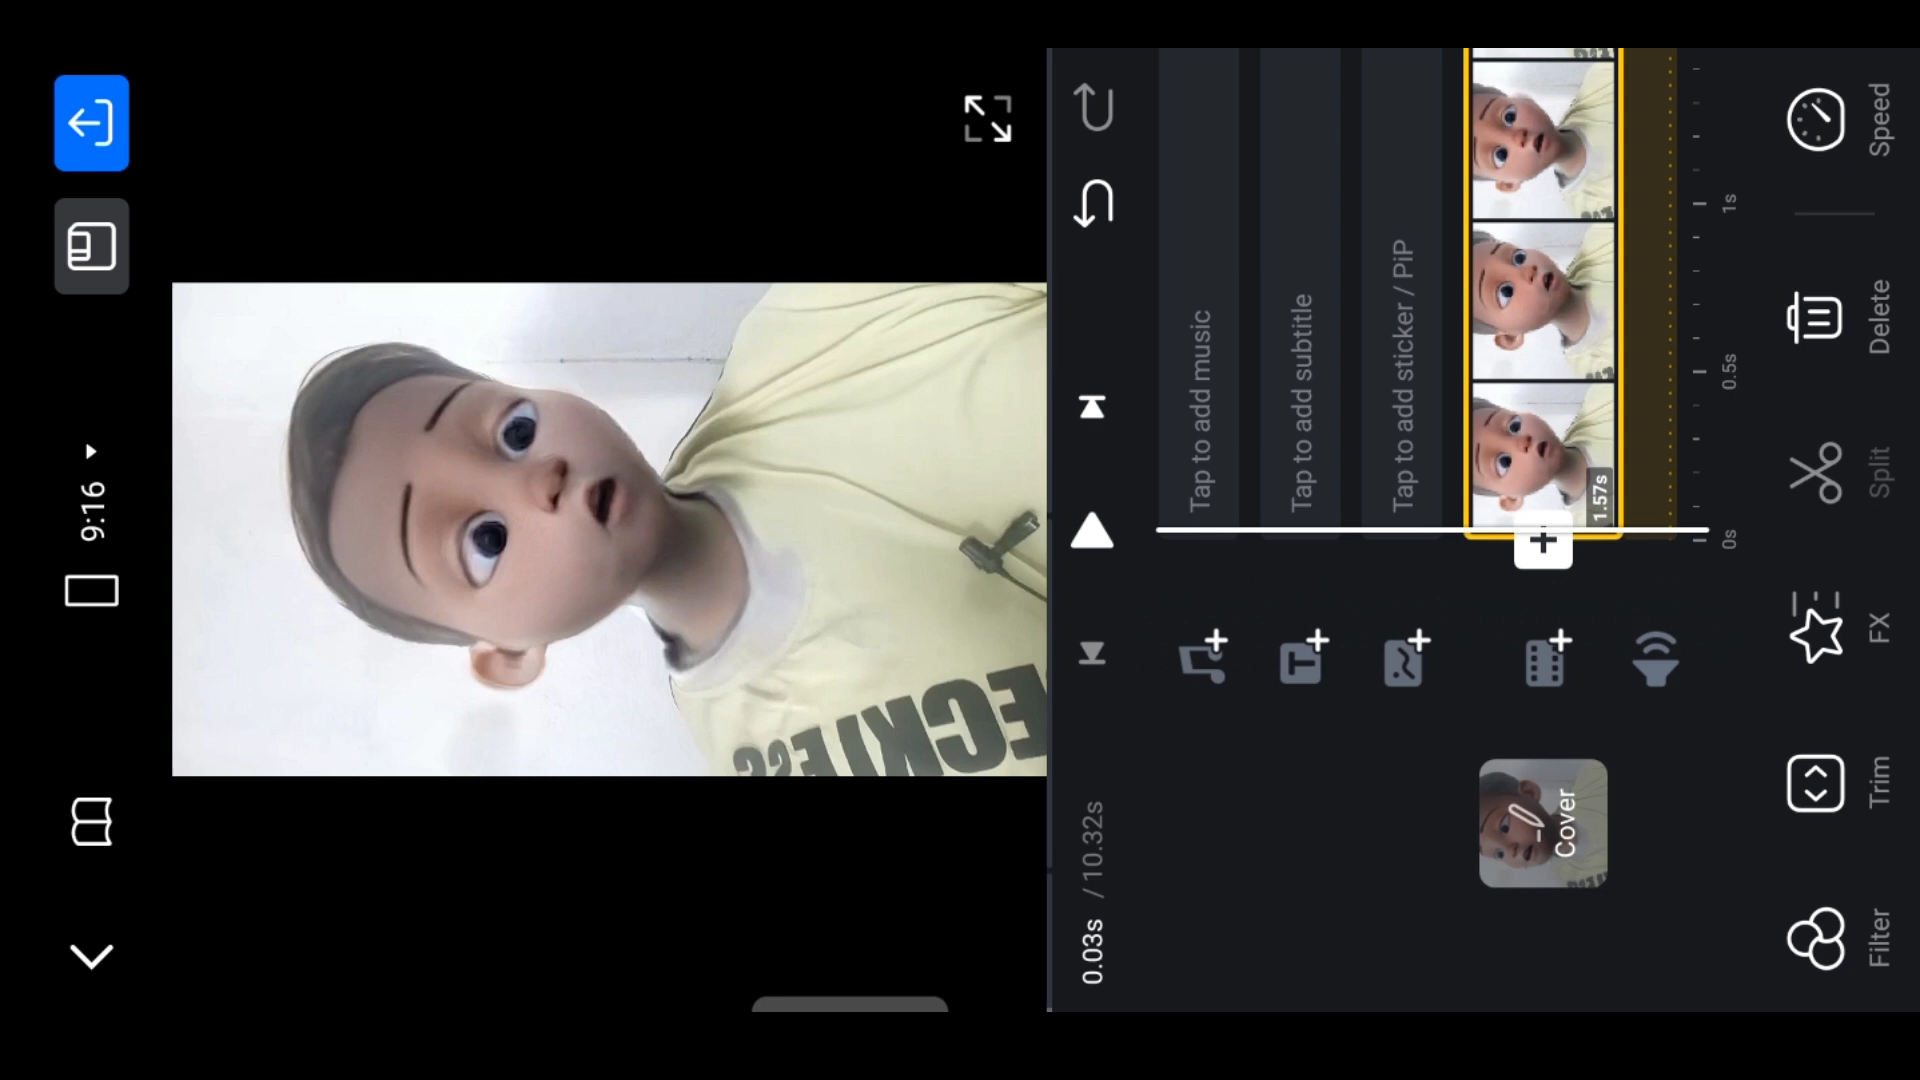 9:16
0.03s / 10.32s
Tap to add music
Tap to add subtitle
Tap to add sticker / PiP
Cover
1.57s
0s 0.5s 1s
Filter Trim FX Split Delete Speed